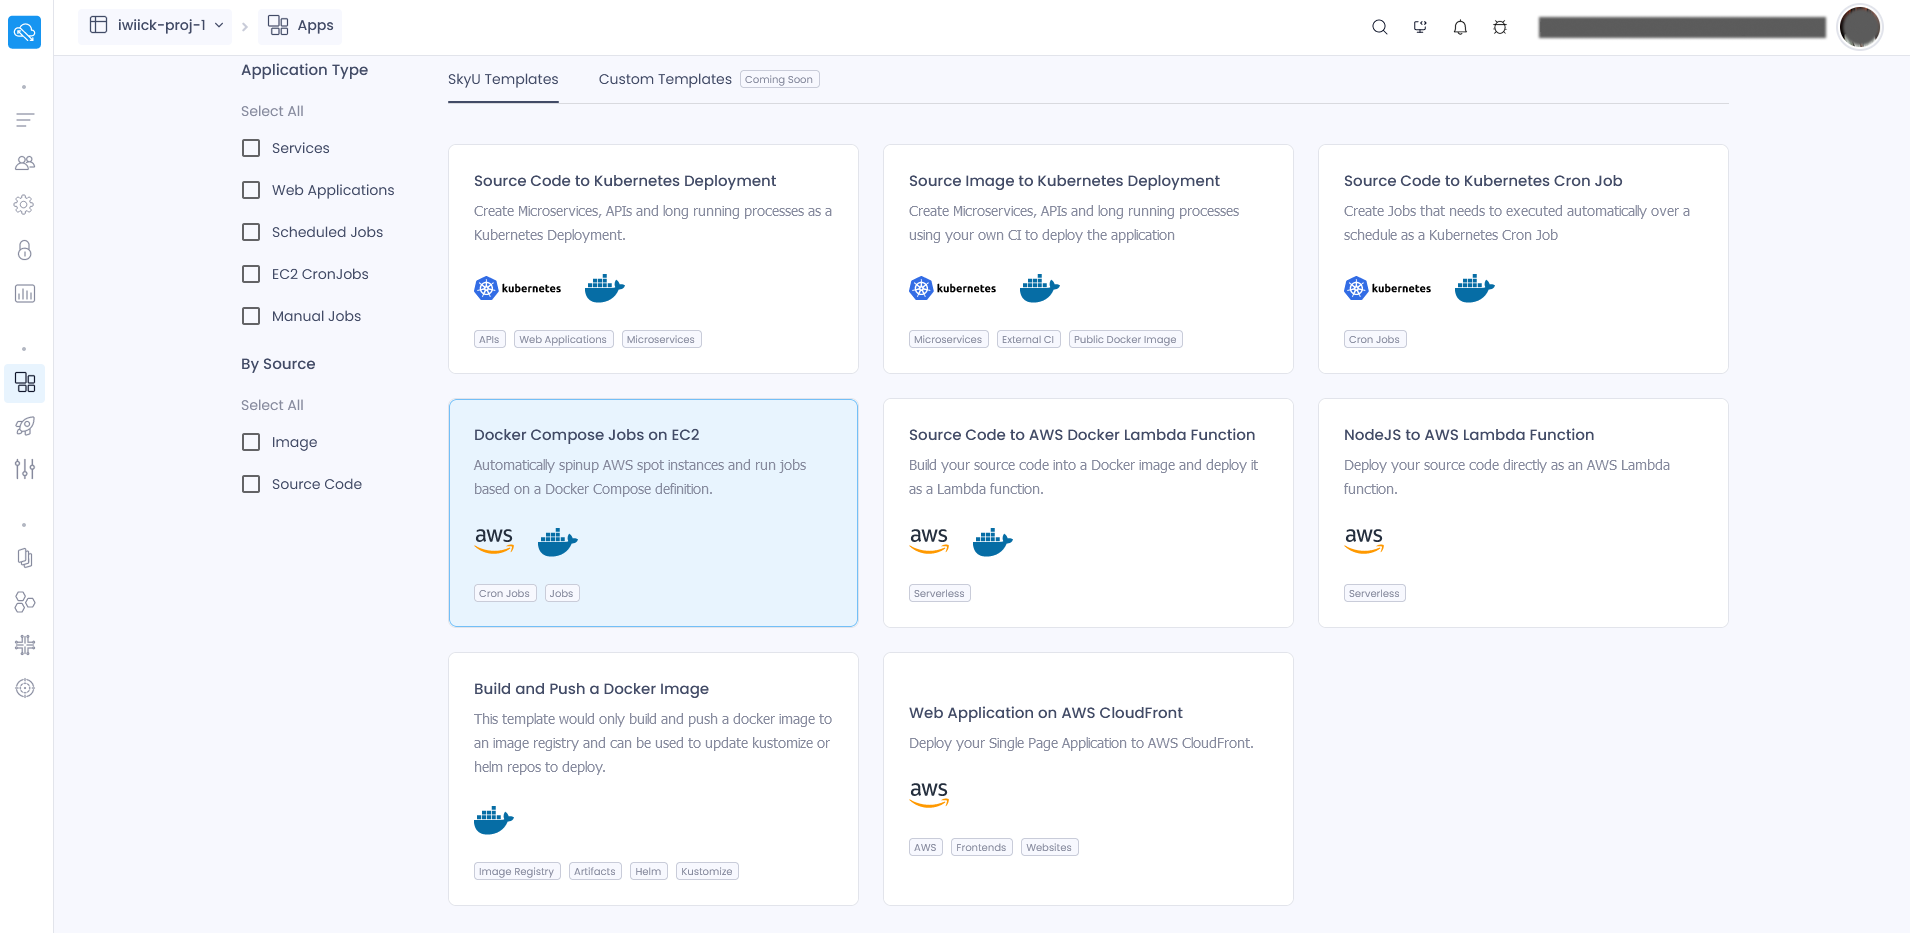 iwiick-proj-1
Apps
Application Type
Select All
Services
Web Applications
Scheduled Jobs
EC2 CronJobs
Manual Jobs
By Source
Select All
Image
Source Code
SkyU Templates
Custom Templates Coming Soon
Source Code to Kubernetes Deployment
Create Microservices, APIs and long running processes as a
Kubernetes Deployment.
kubernetes
APIs Web Applications Microservices
Source Image to Kubernetes Deployment
Create Microservices, APIs and long running processes
using your own CI to deploy the application
kubernetes
Microservices External CI Public Docker Image
Source Code to Kubernetes Cron Job
Create Jobs that needs to executed automatically over a
schedule as a Kubernetes Cron Job
kubernetes
Cron Jobs
Docker Compose Jobs on EC2
Automatically spinup AWS spot instances and run jobs
based on a Docker Compose definition.
aws
Cron Jobs Jobs
Source Code to AWS Docker Lambda Function
Build your source code into a Docker image and deploy it
as a Lambda function.
aws
Serverless
NodeJS to AWS Lambda Function
Deploy your source code directly as an AWS Lambda
function.
aws
Serverless
Build and Push a Docker Image
This template would only build and push a docker image to
an image registry and can be used to update kustomize or
helm repos to deploy.
Image Registry Artifacts Helm Kustomize
Web Application on AWS CloudFront
Deploy your Single Page Application to AWS CloudFront.
aws
AWS Frontends Websites